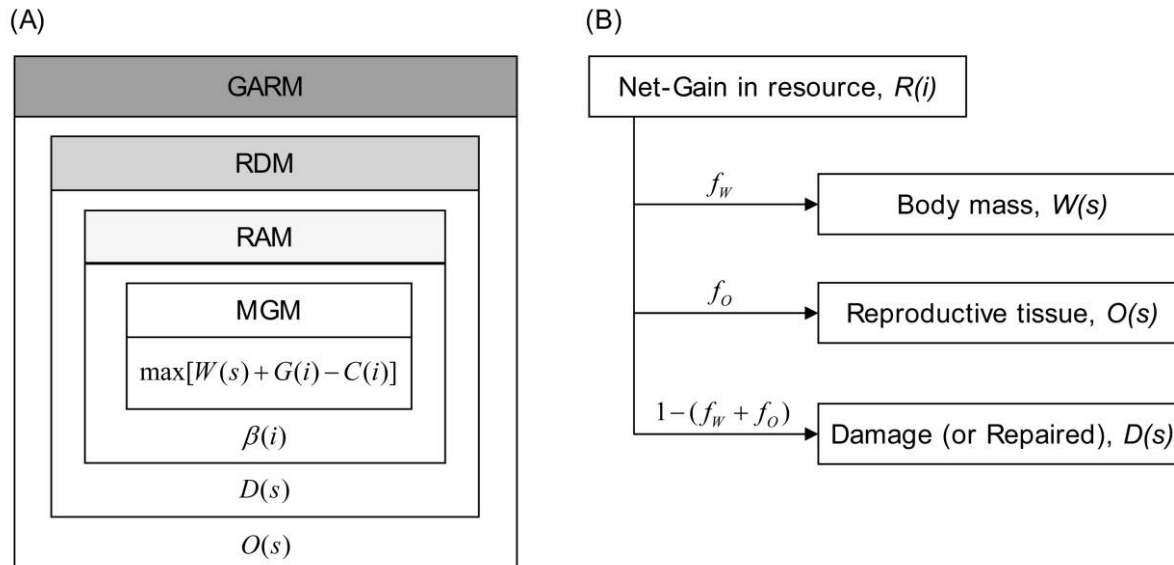 (A)
GARM
RDM
RAM
MGM
max[W(s)+G(i)−C(i)]
β(i)
D(s)
O(s)
(B)
Net-Gain in resource, R(i)
f_W
Body mass, W(s)
f_O
Reproductive tissue, O(s)
1−(f_W + f_O)
Damage (or Repaired), D(s)